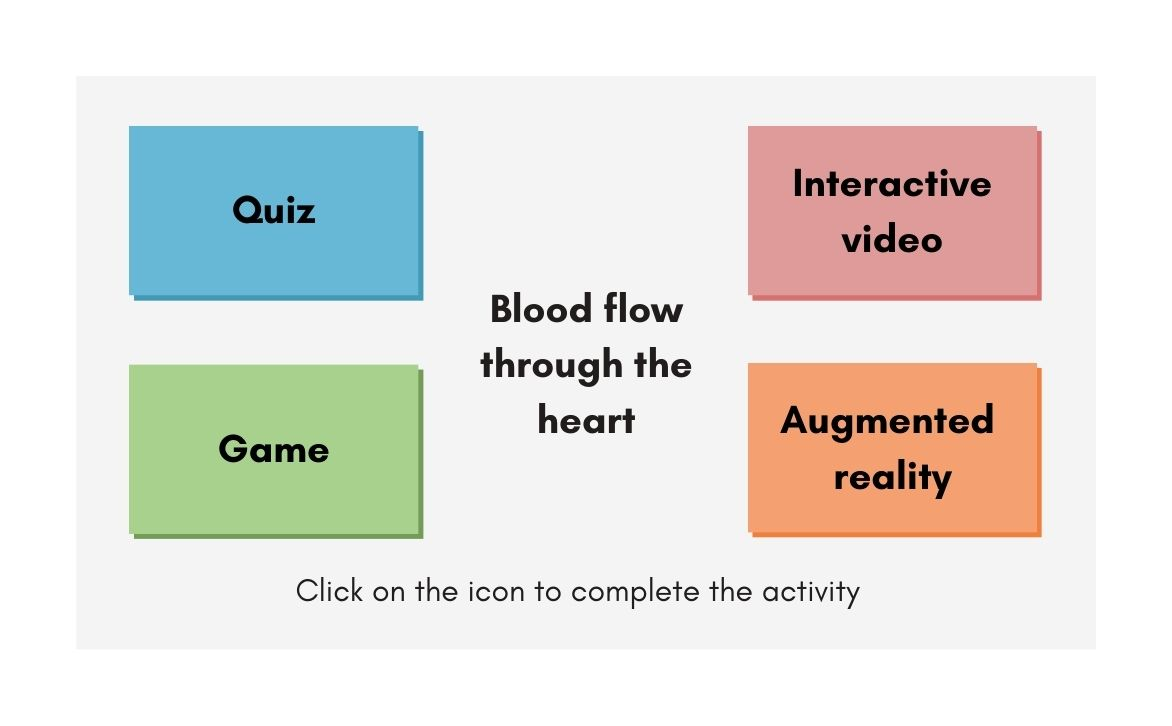 Quiz
Interactive
video
Blood flow
through the
heart
Game
Augmented
reality
Click on the icon to complete the activity